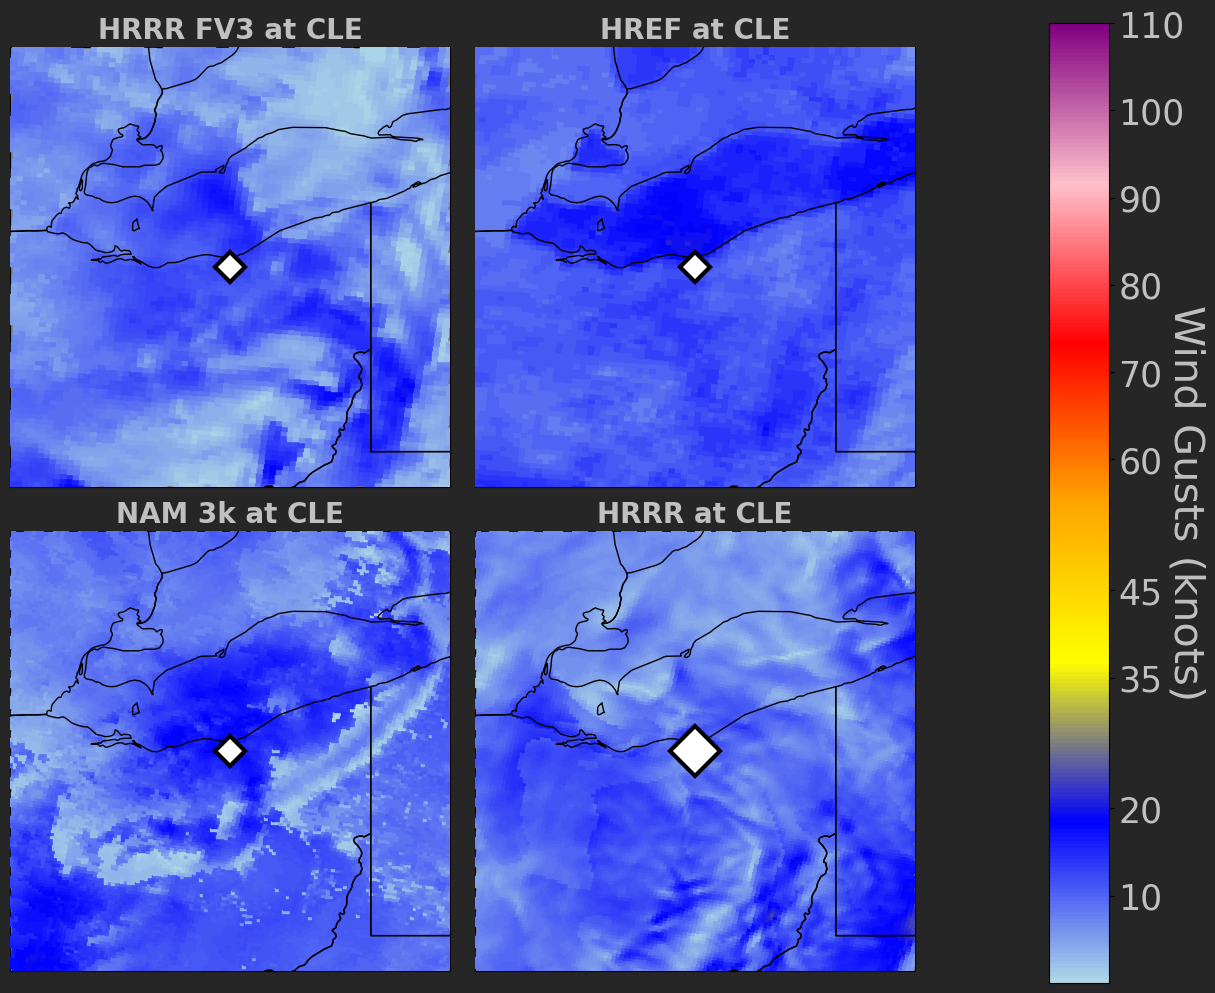 HRRR FV3 at CLE
HREF at CLE
NAM 3k at CLE
HRRR at CLE
110
100
90
80
70
60
45
35
20
10
Wind Gusts (knots)